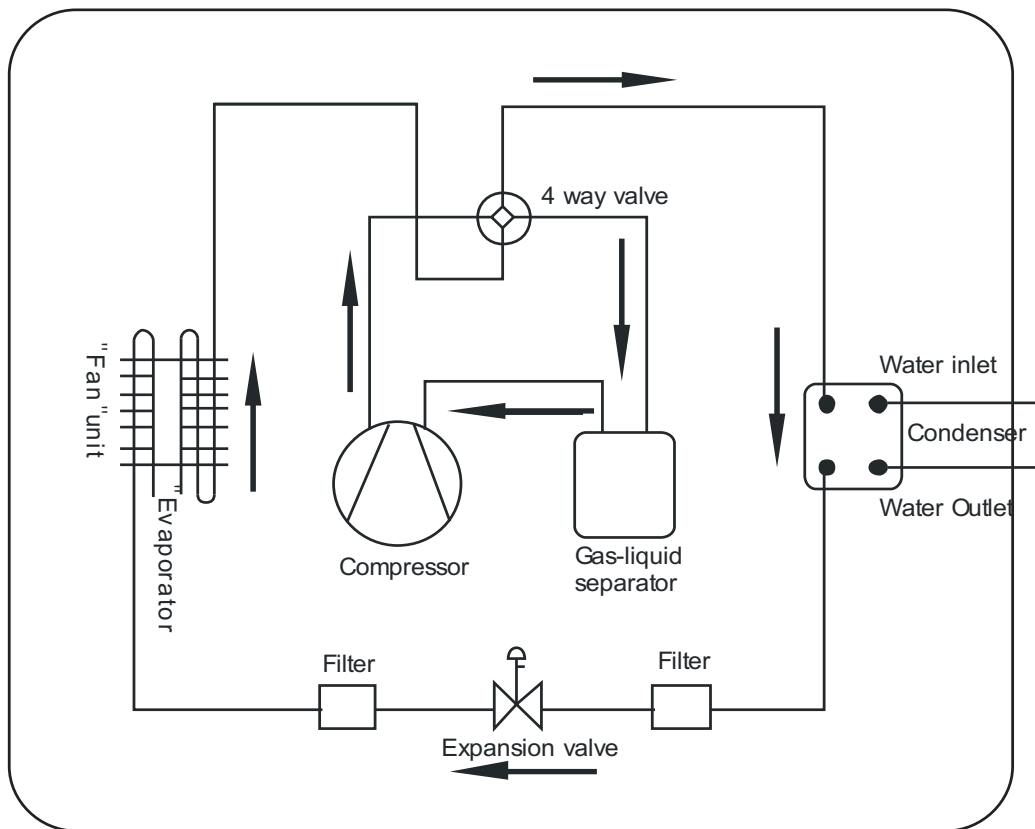 4 way valve
Water inlet
Condenser
Water Outlet
"Fan"unit
"Evaporator
Compressor
Gas-liquid
separator
Filter
Filter
Expansion valve